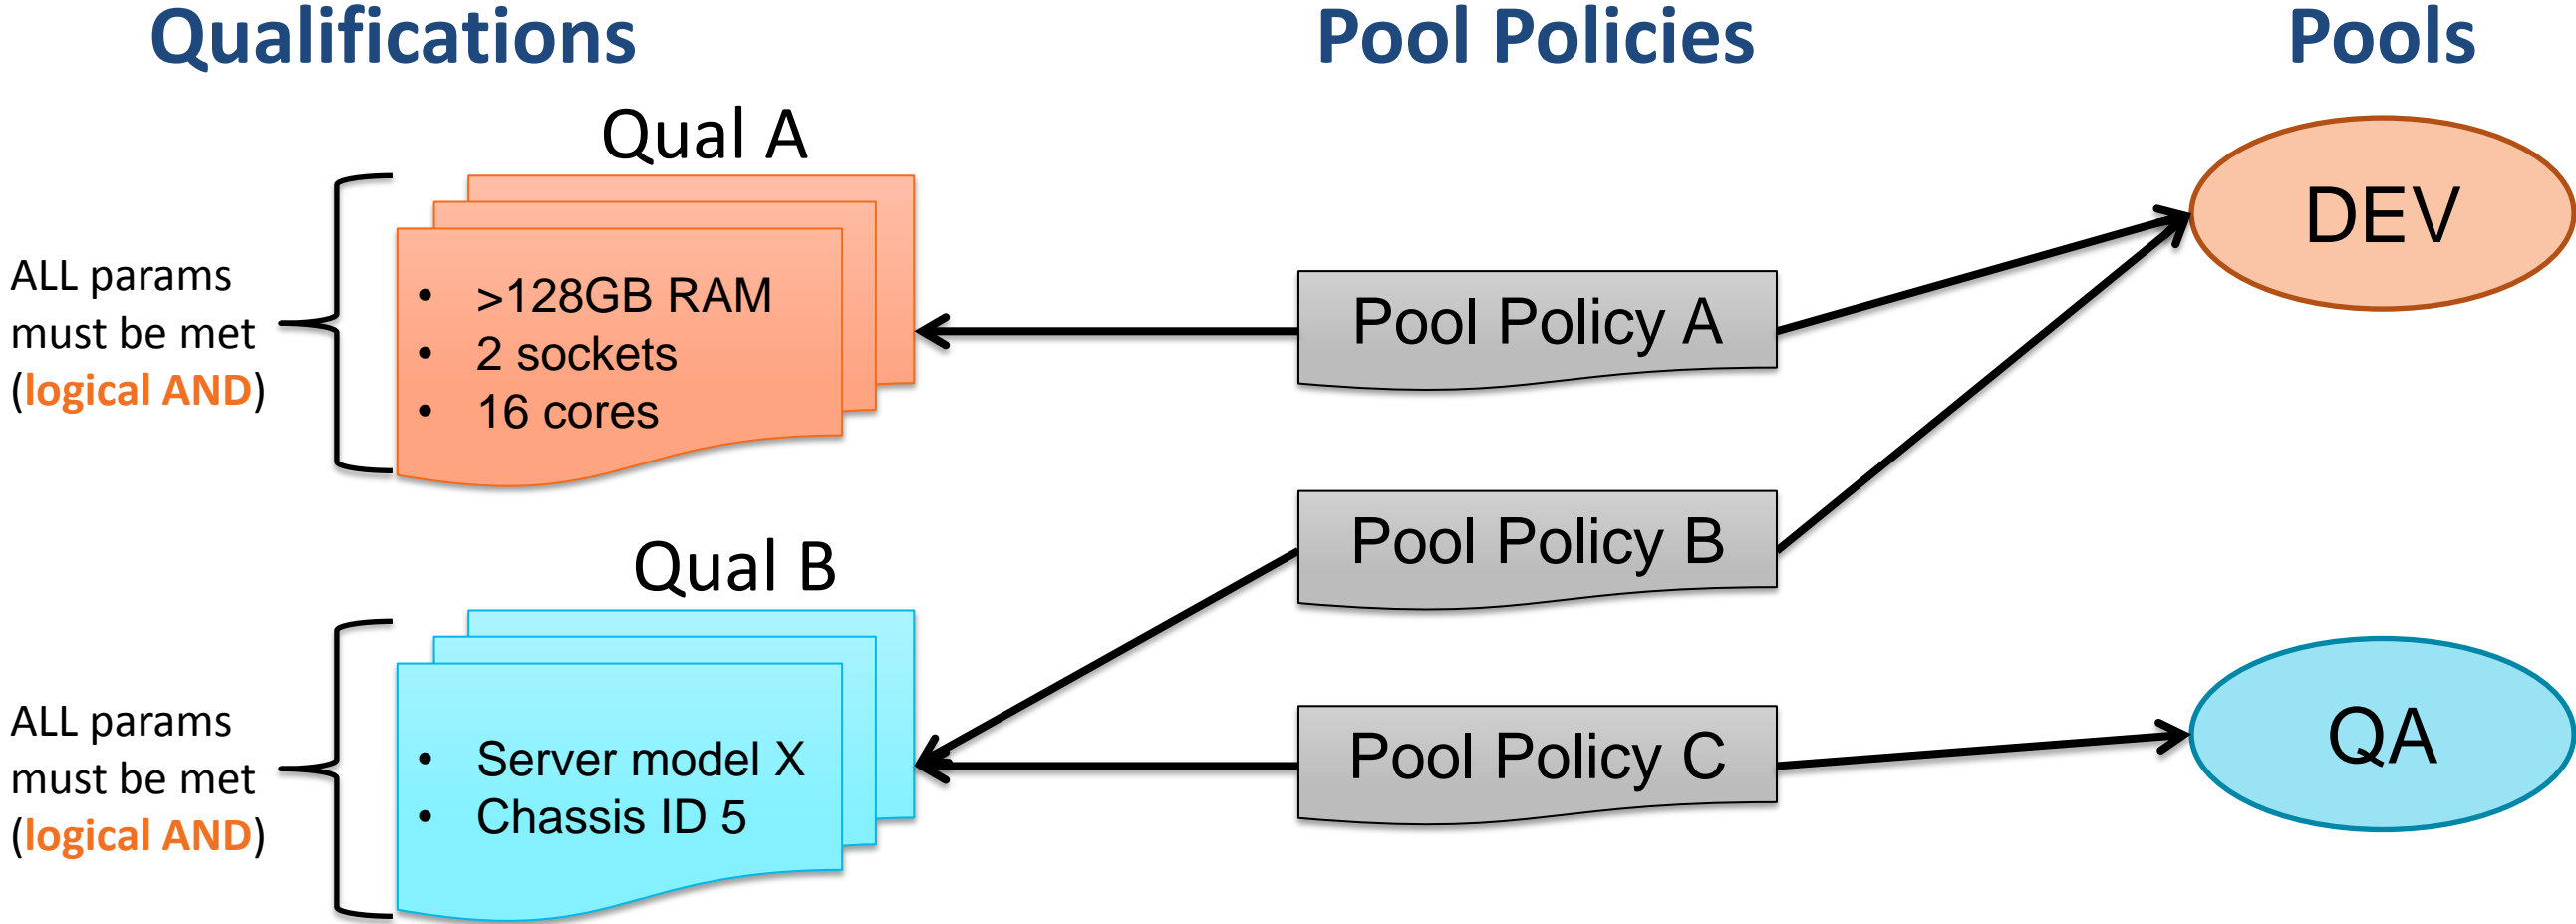 Qualifications
Pool Policies
Pools
Qual A
ALL params
must be met
(logical AND)
• >128GB RAM
• 2 sockets
• 16 cores
Pool Policy A
DEV
Pool Policy B
Qual B
ALL params
must be met
(logical AND)
• Server model X
• Chassis ID 5
Pool Policy C
QA